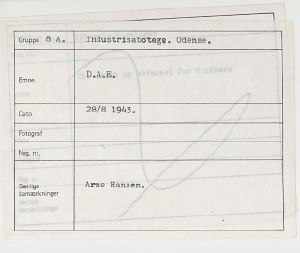 Gruppe 8 A. Industrisabotage. Odense.
Emne D.A.E.
Dato 28/8 1943.
Fotograf
Neg. nr.
Særlige
bemærkninger Arne Hansen.